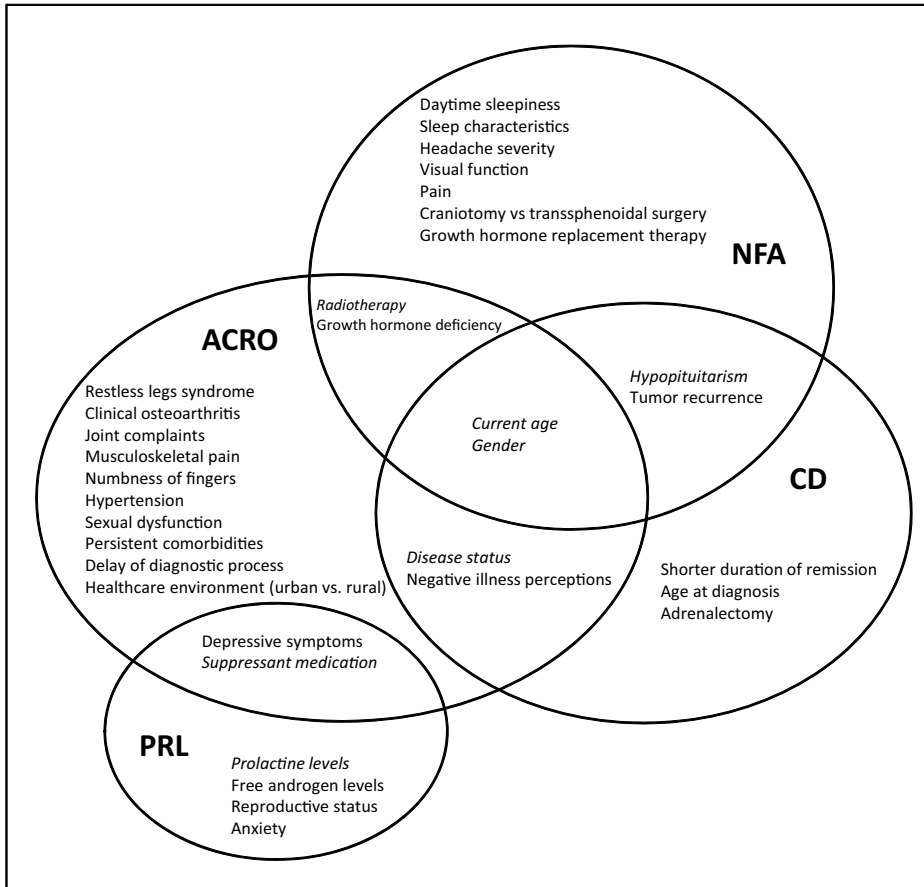 Daytime sleepiness
Sleep characteristics
Headache severity
Visual function
Pain
Craniotomy vs transsphenoidal surgery
Growth hormone replacement therapy
NFA
Radiotherapy
Growth hormone deficiency
ACRO
Restless legs syndrome
Clinical osteoarthritis
Joint complaints
Musculoskeletal pain
Numbness of fingers
Hypertension
Sexual dysfunction
Persistent comorbidities
Delay of diagnostic process
Healthcare environment (urban vs. rural)
Hypopituitarism
Tumor recurrence
Current age
Gender
CD
Disease status
Negative illness perceptions
Shorter duration of remission
Age at diagnosis
Adrenalectomy
Depressive symptoms
Suppressant medication
PRL
Prolactine levels
Free androgen levels
Reproductive status
Anxiety